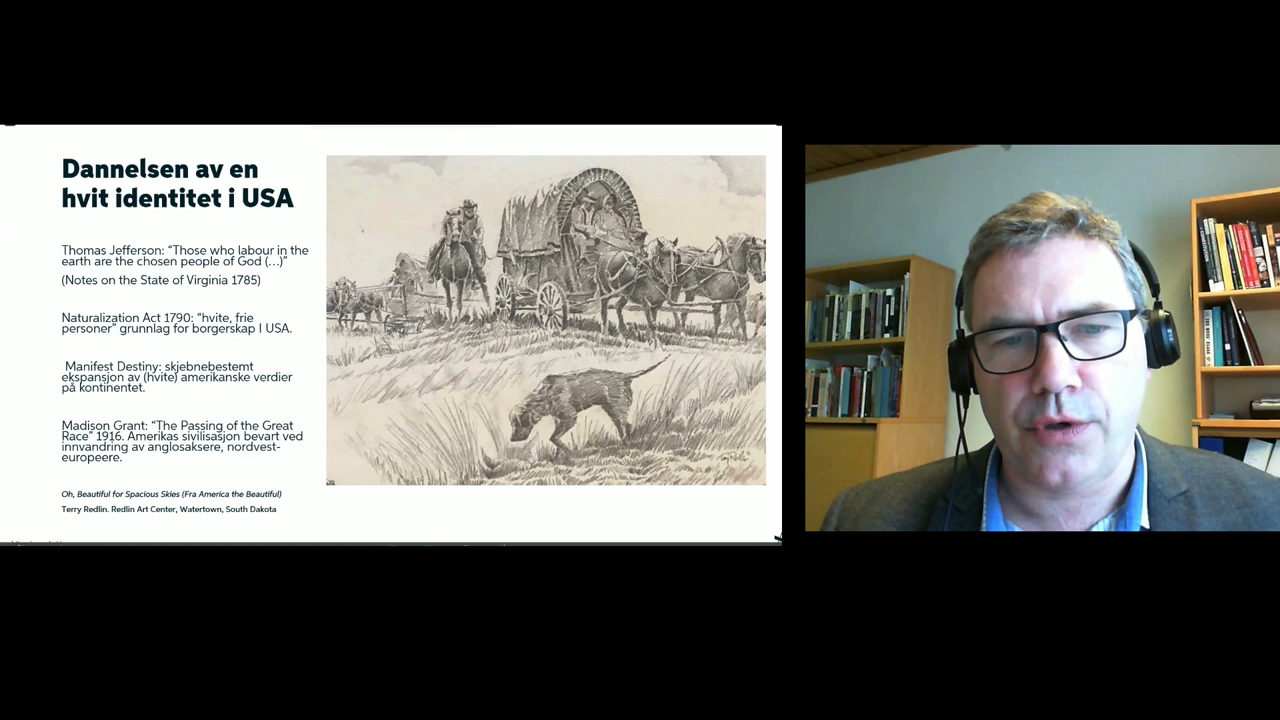 Dannelsen av en
hvit identitet i USA
Thomas Jefferson: “Those who labour in the
earth are the chosen people of God (…)”
(Notes on the State of Virginia 1785)
Naturalization Act 1790: “hvite, frie
personer” grunnlag for borgerskap I USA.
Manifest Destiny: skjebnebestemt
ekspansjon av (hvite) amerikanske verdier
på kontinentet.
Madison Grant: “The Passing of the Great
Race” 1916. Amerikas sivilisasjon bevart ved
innvandring av anglosaksere, nordvest-
europeere.
Oh, Beautiful for Spacious Skies (Fra America the Beautiful)
Terry Redlin. Redlin Art Center, Watertown, South Dakota